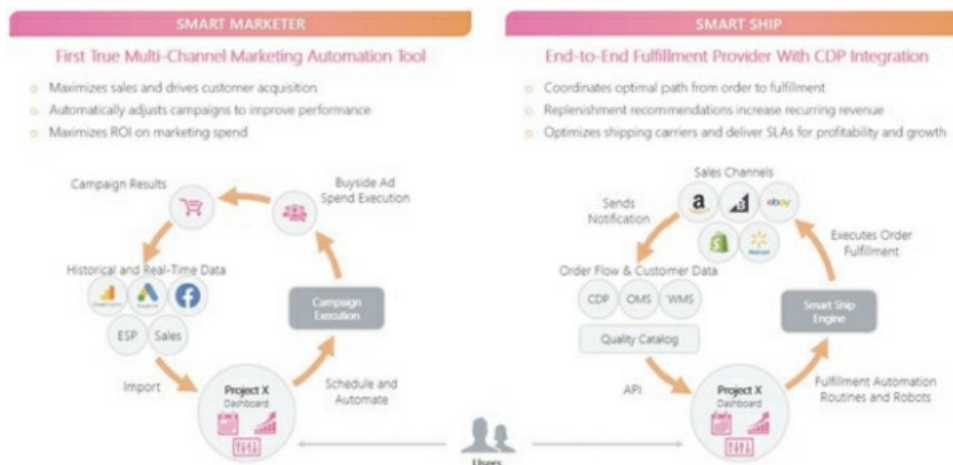 SMART MARKETER
First True Multi-Channel Marketing Automation Tool
Maximizes sales and drives customer acquisition
Automatically adjusts campaigns to improve performance
Maximizes ROI on marketing spend
Campaign Results
Buyside Ad
Spend Execution
Historical and Real-Time Data
ESP
Sales
Campaign
Execution
Import
Project X
Dashboard
Schedule and
Automate
SMART SHIP
End-to-End Fulfillment Provider With CDP Integration
Coordinates optimal path from order to fulfillment
Replenishment recommendations increase recurring revenue
Optimizes shipping carriers and deliver SLAs for profitability and growth
Sales Channels
Sends
Notification
a
B
ebay
Walmart
Executes Order
Fulfillment
Order Flow & Customer Data
CDP
OMS
WMS
Quality Catalog
Smart Ship
Engine
API
Project X
Dashboard
Fulfillment Automation
Routines and Robots
Users